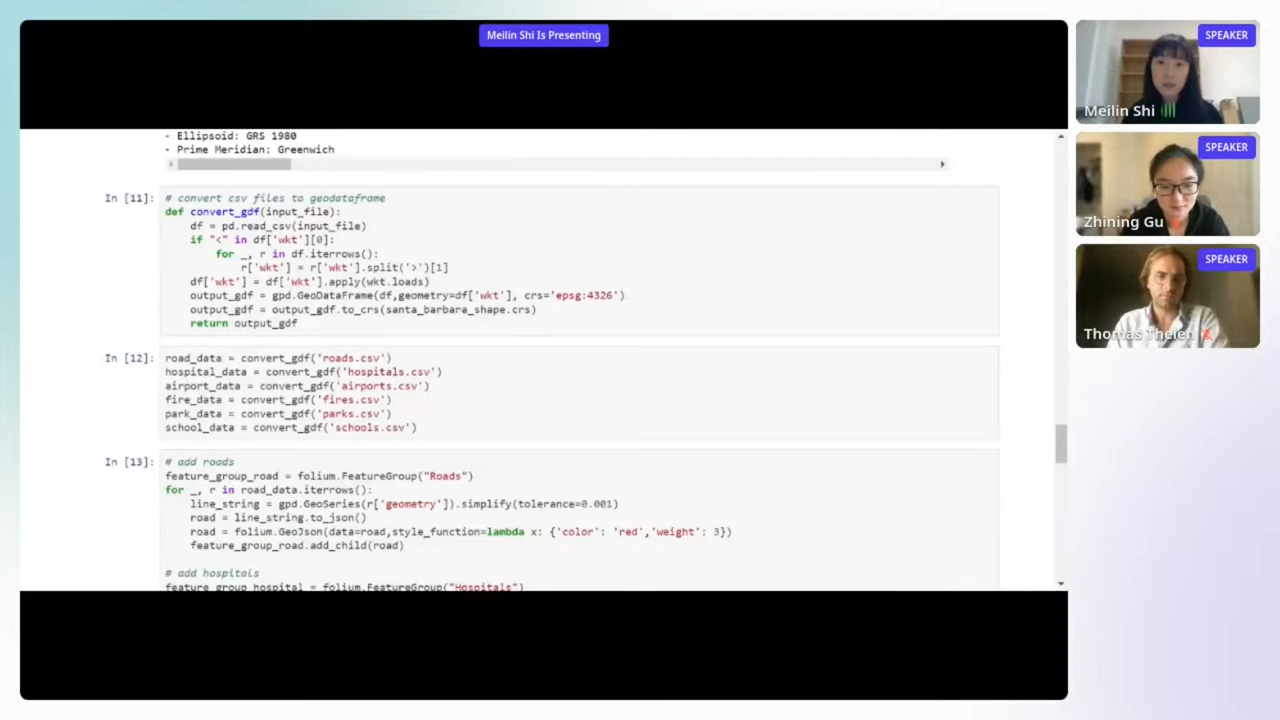 Meilin Shi Is Presenting
- Ellipsoid: GRS 1980
- Prime Meridian: Greenwich
In [11]:
# convert csv files to geodataframe
def convert_gdf(input_file):
    df = pd.read_csv(input_file)
    if "<" in df['wkt'][0]:
        for _, r in df.iterrows():
            r['wkt'] = r['wkt'].split('>')[1]
    df['wkt'] = df['wkt'].apply(wkt.loads)
    output_gdf = gpd.GeoDataFrame(df,geometry=df['wkt'], crs='epsg:4326')
    output_gdf = output_gdf.to_crs(santa_barbara_shape.crs)
    return output_gdf
In [12]:
road_data = convert_gdf('roads.csv')
hospital_data = convert_gdf('hospitals.csv')
airport_data = convert_gdf('airports.csv')
fire_data = convert_gdf('fires.csv')
park_data = convert_gdf('parks.csv')
school_data = convert_gdf('schools.csv')
In [13]:
# add roads
feature_group_road = folium.FeatureGroup("Roads")
for _, r in road_data.iterrows():
    line_string = gpd.GeoSeries(r['geometry']).simplify(tolerance=0.001)
    road = line_string.to_json()
    road = folium.GeoJson(data=road,style_function=lambda x: {'color': 'red','weight': 3})
    feature_group_road.add_child(road)
# add hospitals
feature_group_hospital = folium.FeatureGroup("Hospitals")
SPEAKER
Meilin Shi
SPEAKER
Zhining Gu
SPEAKER
Thomas Thelen